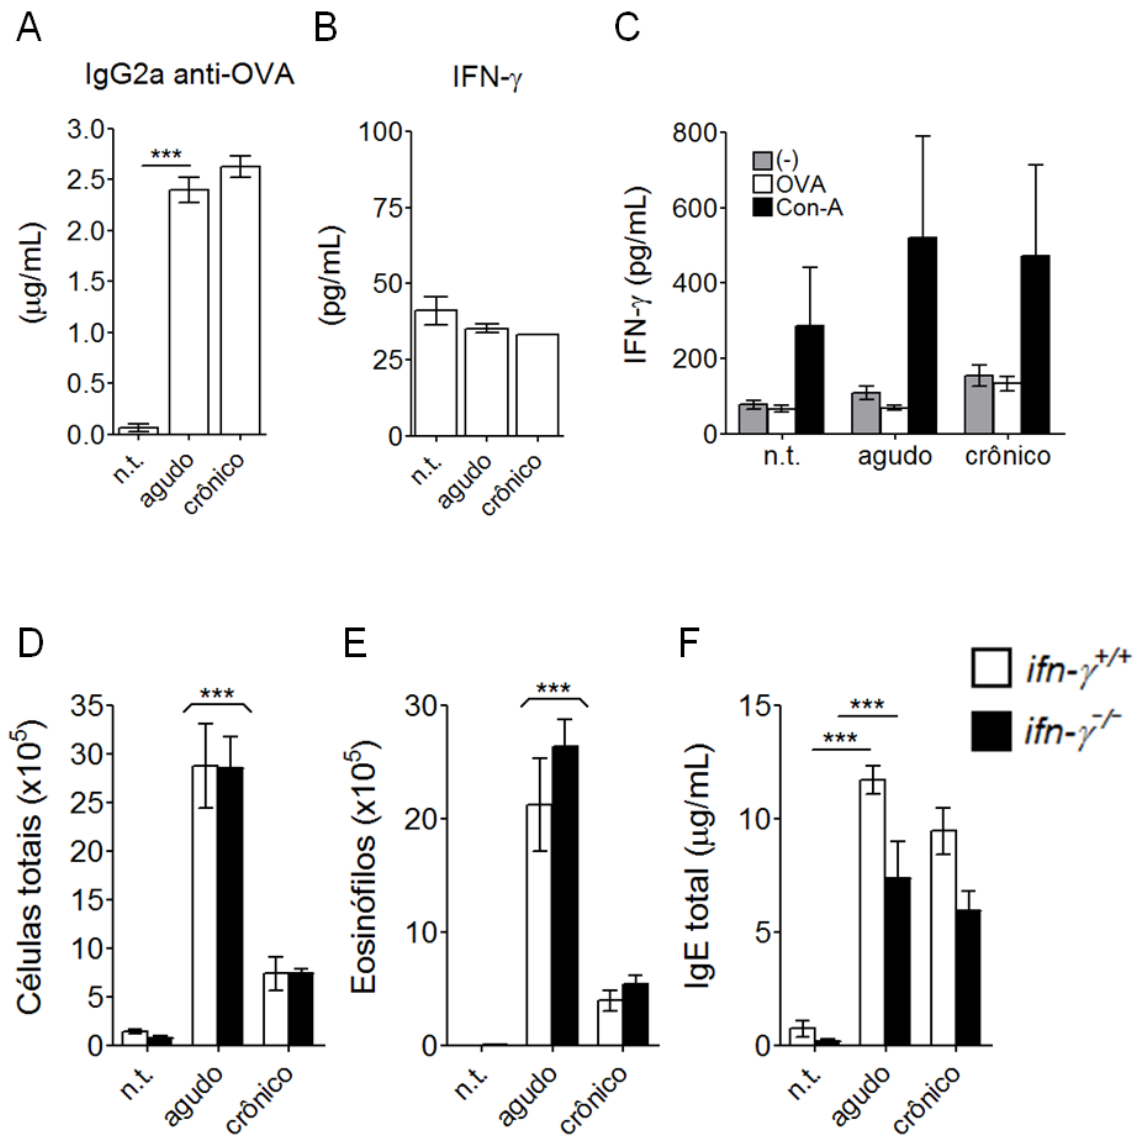 A
IgG2a anti-OVA
(µg/mL)
3.0
2.5
2.0
1.5
1.0
0.5
0.0
***
n.t.
agudo
crônico
B
IFN-γ
(pg/mL)
100
75
50
25
0
n.t.
agudo
crônico
C
IFN-γ (pg/mL)
800
600
400
200
0
(-)
OVA
Con-A
n.t.
agudo
crônico
D
Células totais (x10⁵)
35
30
25
20
15
10
5
0
***
n.t.
agudo
crônico
E
Eosinófilos (x10⁵)
30
20
10
0
***
n.t.
agudo
crônico
F
IgE total (µg/mL)
15
10
5
0
***
***
n.t.
agudo
crônico
ifn-γ⁺/⁺
ifn-γ⁻/⁻